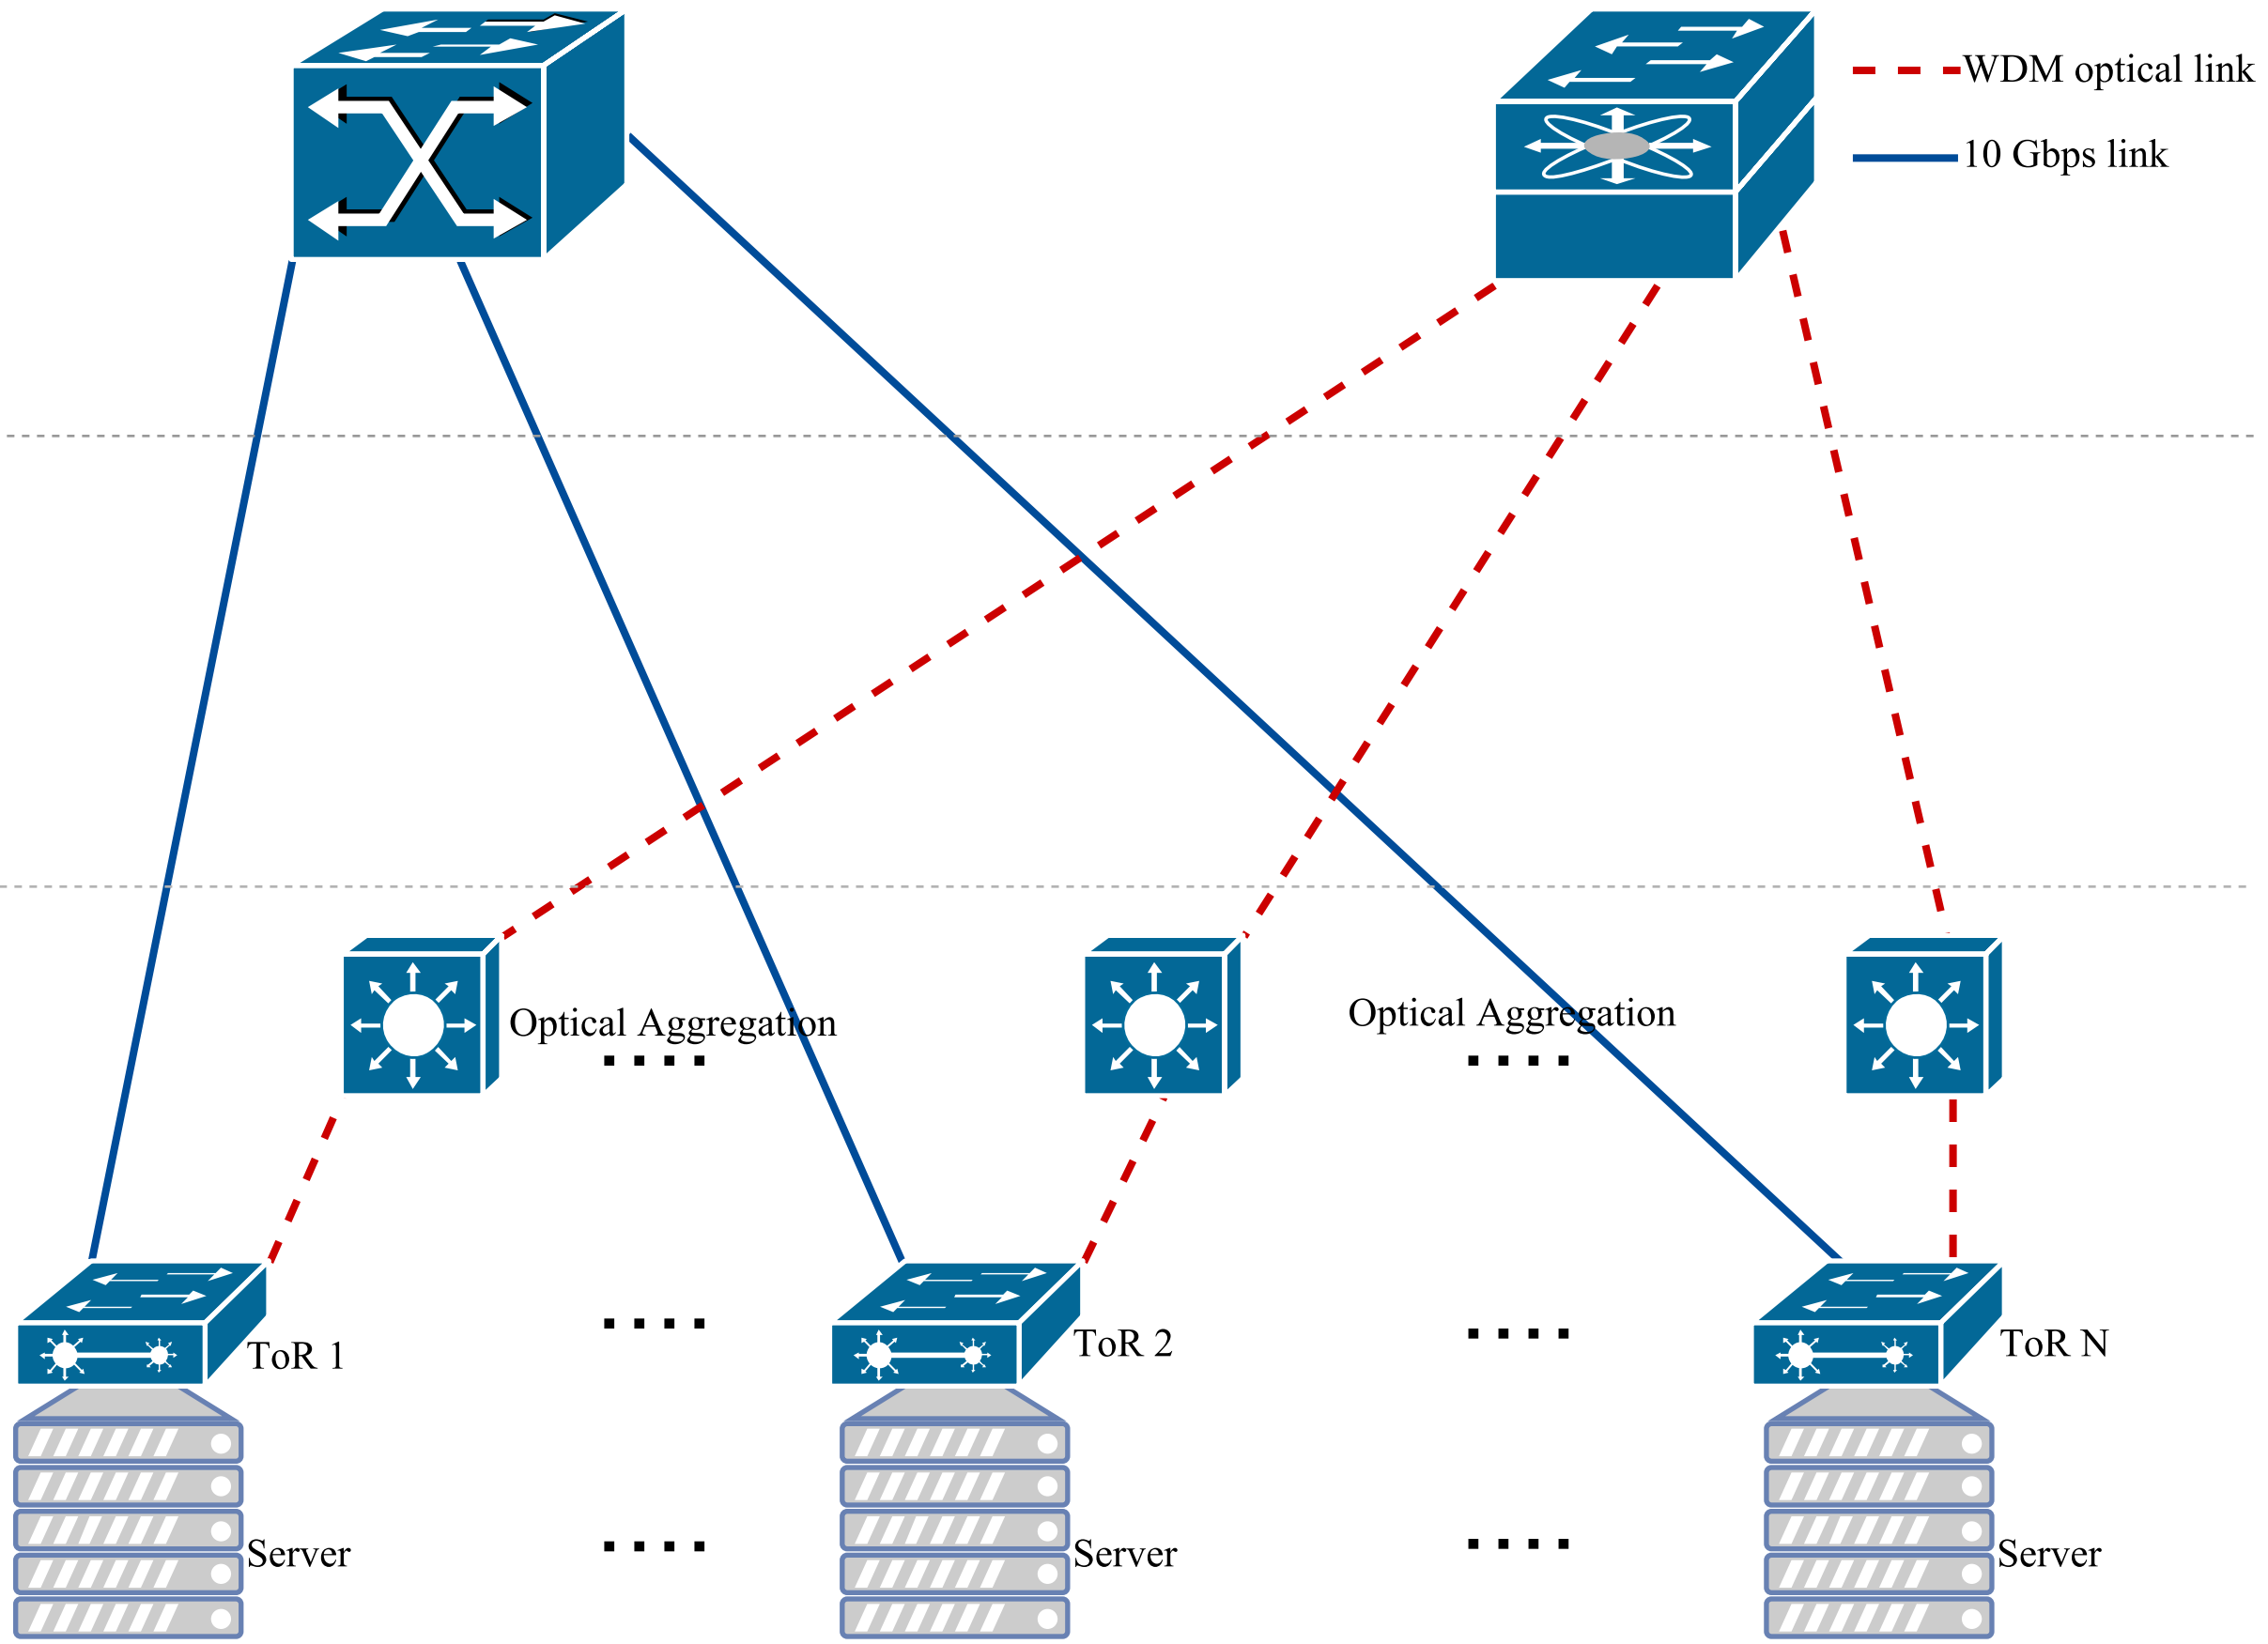 WDM optical link
10 Gbps link
Optical Aggregation
Optical Aggregation
ToR 1
ToR 2
ToR N
Server
Server
Server